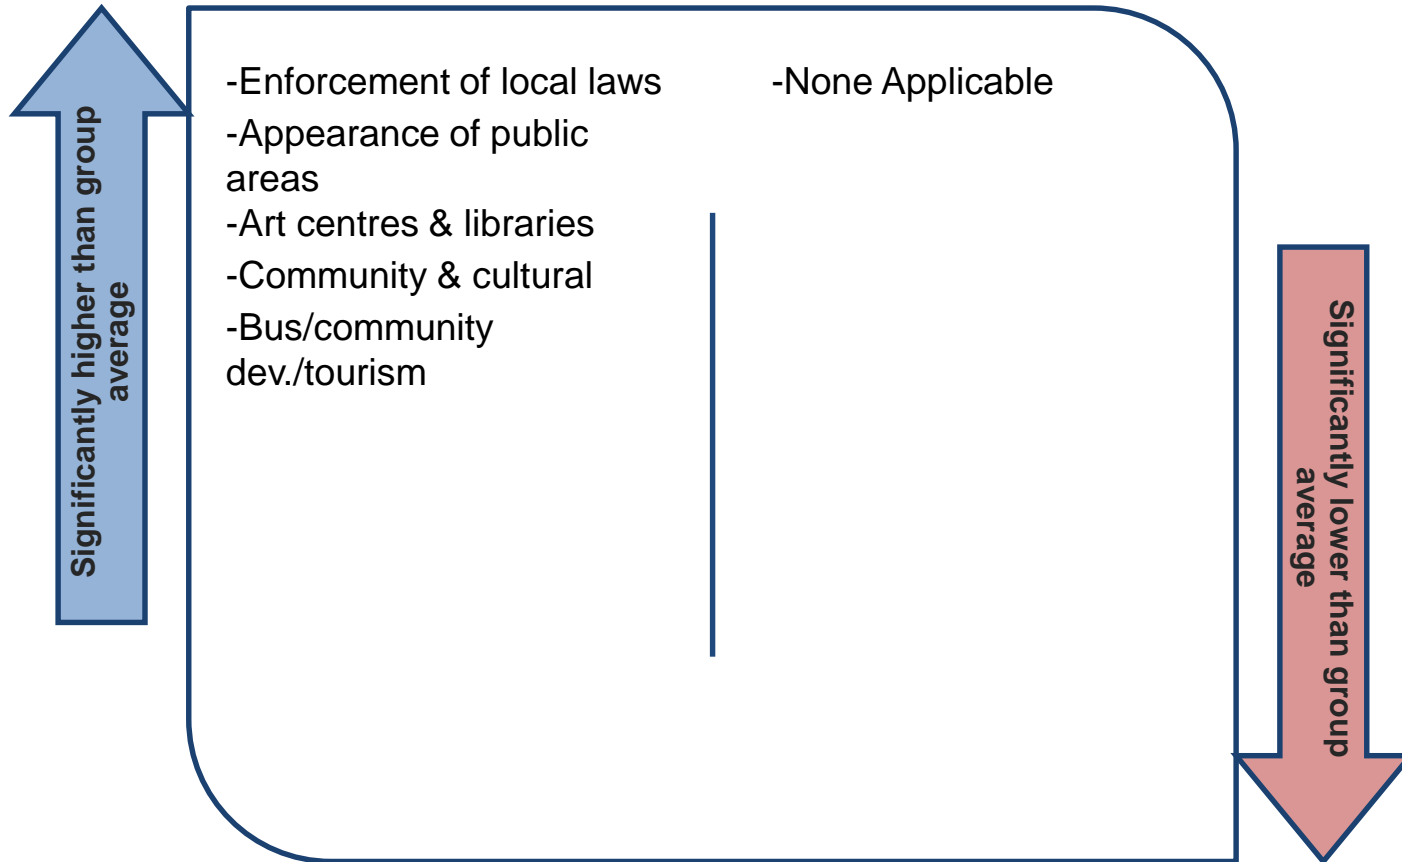 Significantly higher than group
average
-Enforcement of local laws
-Appearance of public
areas
-Art centres & libraries
-Community & cultural
-Bus/community
dev./tourism
-None Applicable
Significantly lower than group
average